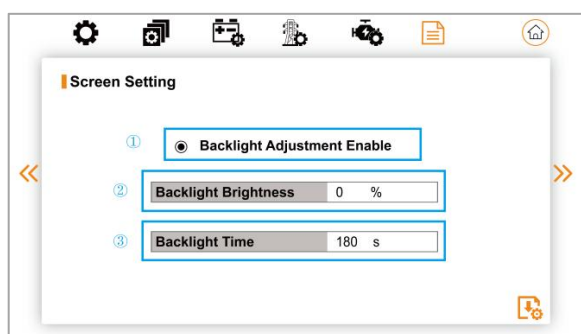 Screen Setting
① Backlight Adjustment Enable
② Backlight Brightness 0 %
③ Backlight Time 180 s